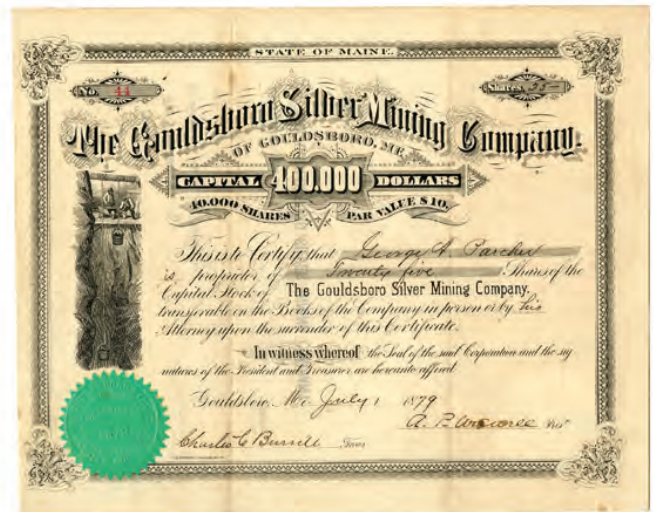 STATE OF MAINE.
No. 44
Shares 25
The Gouldsboro Silver Mining Company.
OF GOULDSBORO, ME.
CAPITAL 400.000 DOLLARS
40.000 SHARES PAR VALUE $10.
This is to Certify that George A. Parcher
is proprietor of Twenty five Shares of the
Capital Stock of The Gouldsboro Silver Mining Company.
transferable on the Books of the Company in person or by his
Attorney upon the surrender of this Certificate.
In witness whereof the Seal of the said Corporation and the sig
natures of the President and Treasurer are hereunto affixed
Gouldsboro, Me. July 1 1879
A. B. Pres
Charles C Burrill Treas